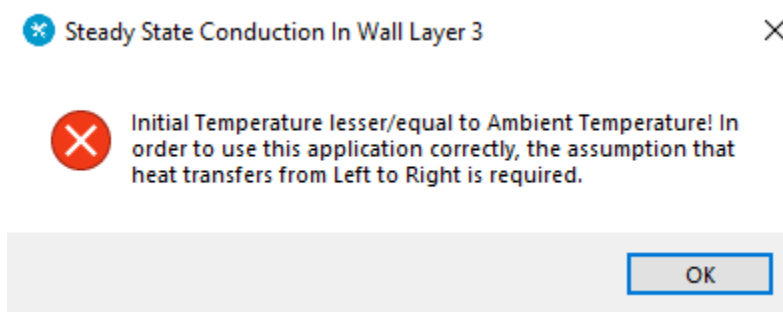 Steady State Conduction In Wall Layer 3
Initial Temperature lesser/equal to Ambient Temperature! In
order to use this application correctly, the assumption that
heat transfers from Left to Right is required.
OK